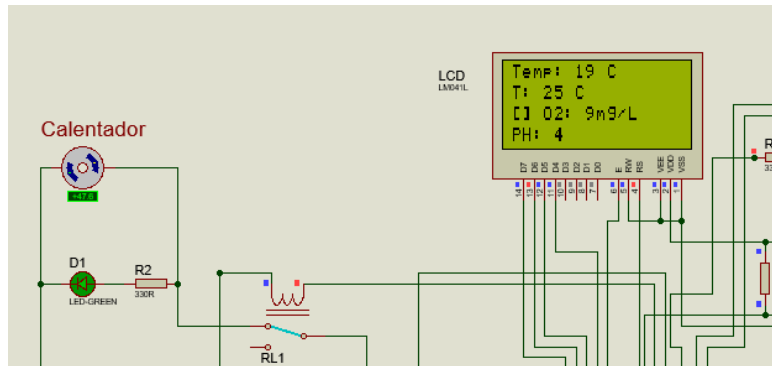 LCD
LM041L
Temp: 19 C
T: 25 C
[] O2: 9mg/L
PH: 4
D7 D6 D5 D4 D3 D2 D1 D0 E RW RS VEE VDD VSS
14 13 12 11 10 9 8 7 6 5 4 3 2 1
Calentador
+47.6
D1
LED-GREEN
R2
330R
RL1
R
33